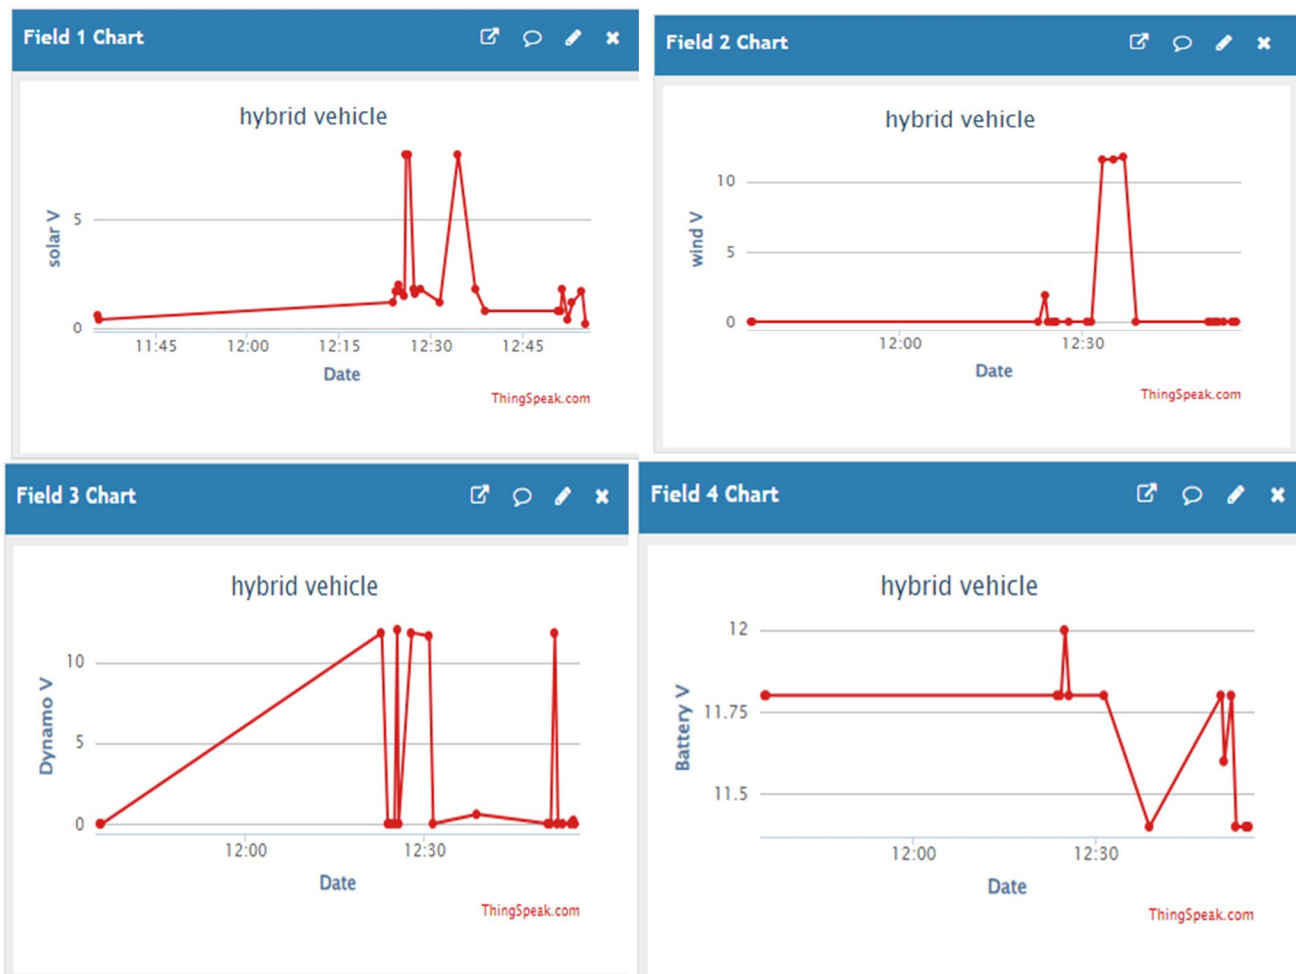 Field 1 Chart
hybrid vehicle
solar V
5
0
11:45 12:00 12:15 12:30 12:45
Date
ThingSpeak.com
Field 2 Chart
hybrid vehicle
wind V
10
5
0
12:00 12:30
Date
ThingSpeak.com
Field 3 Chart
hybrid vehicle
Dynamo V
10
5
0
12:00 12:30
Date
ThingSpeak.com
Field 4 Chart
hybrid vehicle
Battery V
12
11.75
11.5
12:00 12:30
Date
ThingSpeak.com